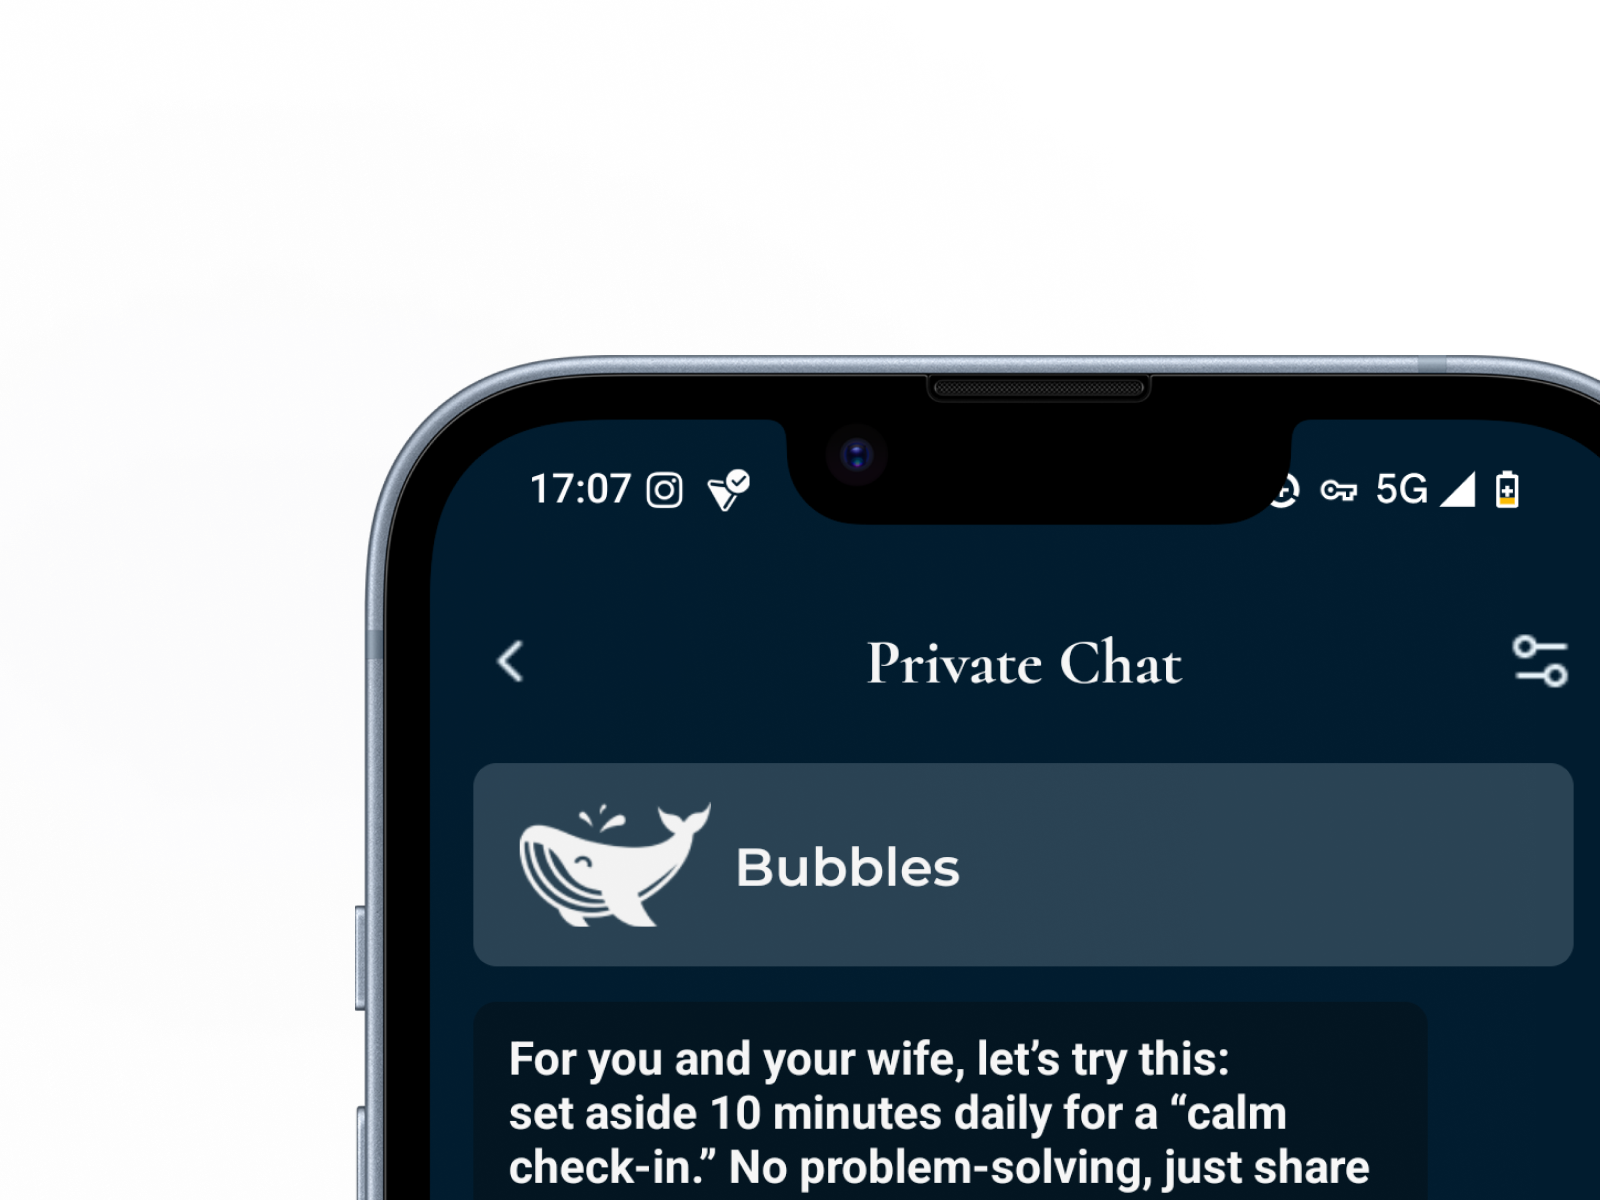 17:07 5G
Private Chat
Bubbles
For you and your wife, let’s try this:
set aside 10 minutes daily for a “calm
check-in.” No problem-solving, just share